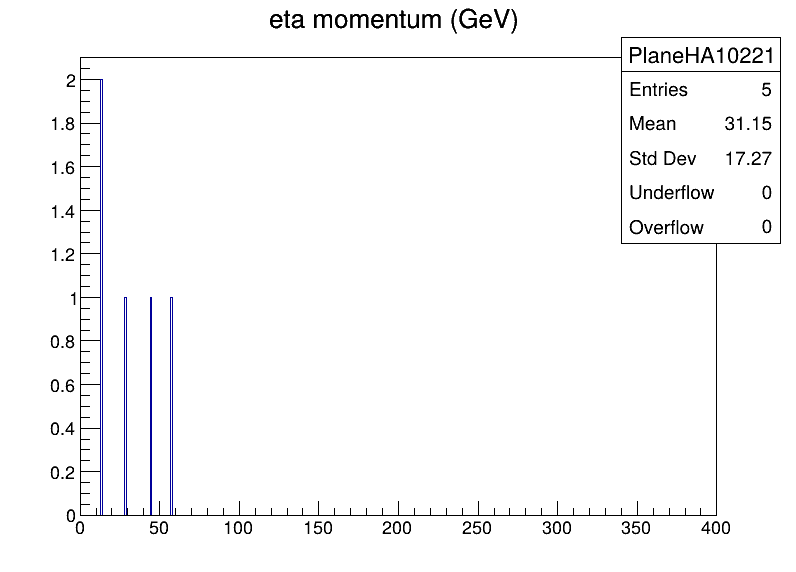 eta momentum (GeV)
PlaneHA10221
Entries 5
Mean 31.15
Std Dev 17.27
Underflow 0
Overflow 0
2
1.8
1.6
1.4
1.2
1
0.8
0.6
0.4
0.2
0
0 50 100 150 200 250 300 350 400